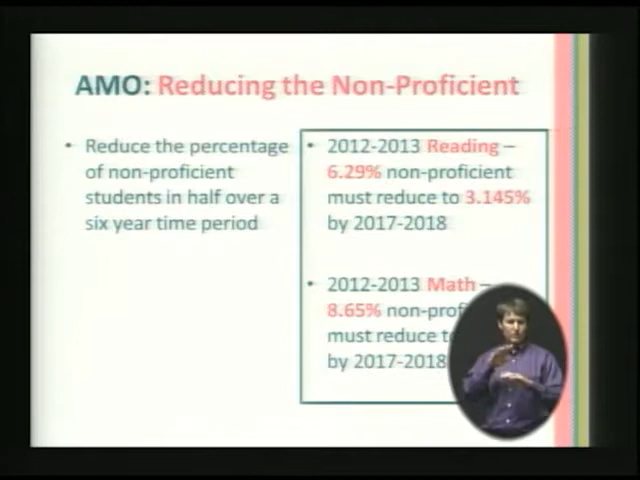 AMO: Reducing the Non-Proficient
• Reduce the percentage
of non-proficient
students in half over a
six year time period
• 2012-2013 Reading –
6.29% non-proficient
must reduce to 3.145%
by 2017-2018
• 2012-2013 Math –
8.65%
must reduce
by 2017-2018